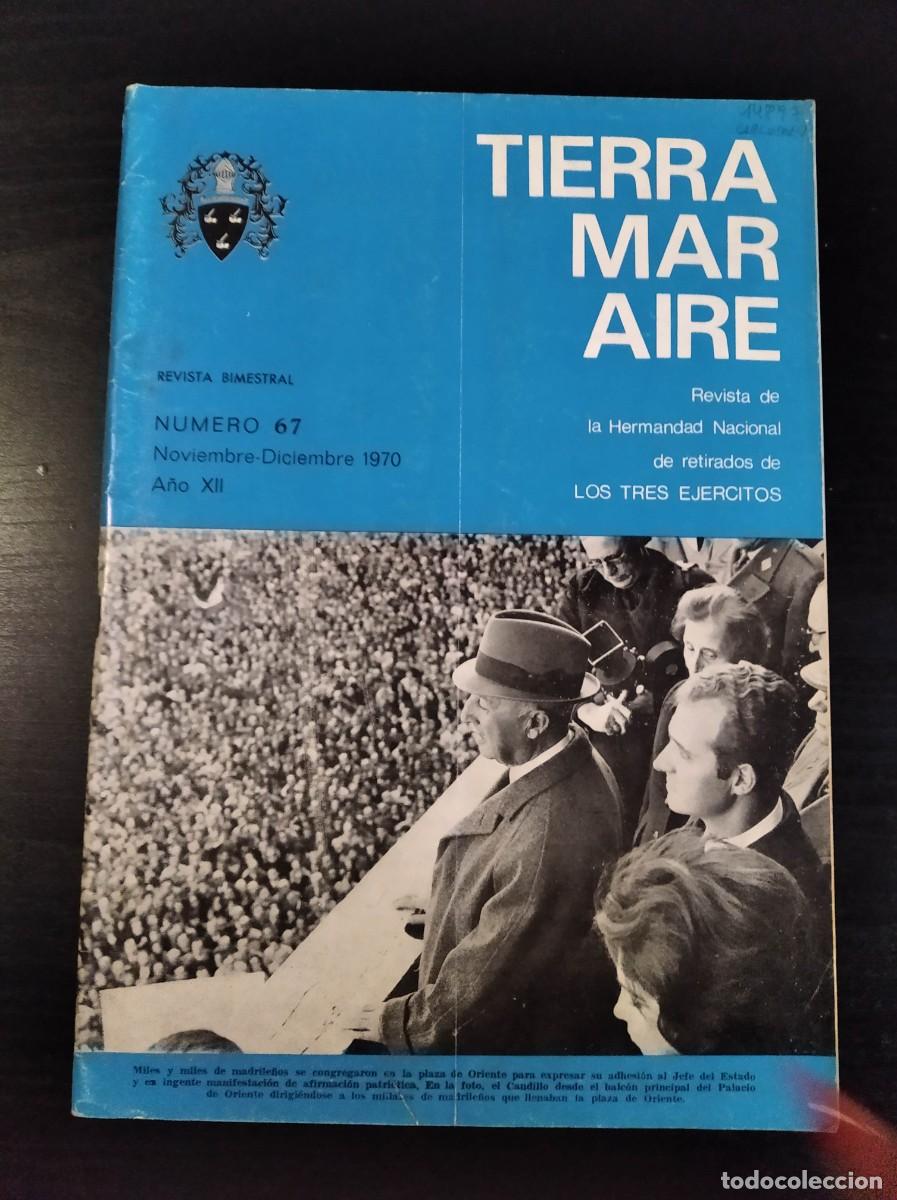 TIERRA
MAR
AIRE
Revista de
la Hermandad Nacional
de retirados de
LOS TRES EJERCITOS
REVISTA BIMESTRAL
NUMERO 67
Noviembre-Diciembre 1970
Año XII
Miles y miles de madrileños se congregaron en la plaza de Oriente para expresar su adhesión al Jefe del Estado
y en ingente manifestación de afirmación patriótica. En la foto, el Caudillo desde el balcón principal del Palacio
de Oriente dirigiéndose a los millares de madrileños que llenaban la plaza de Oriente.
todocoleccion